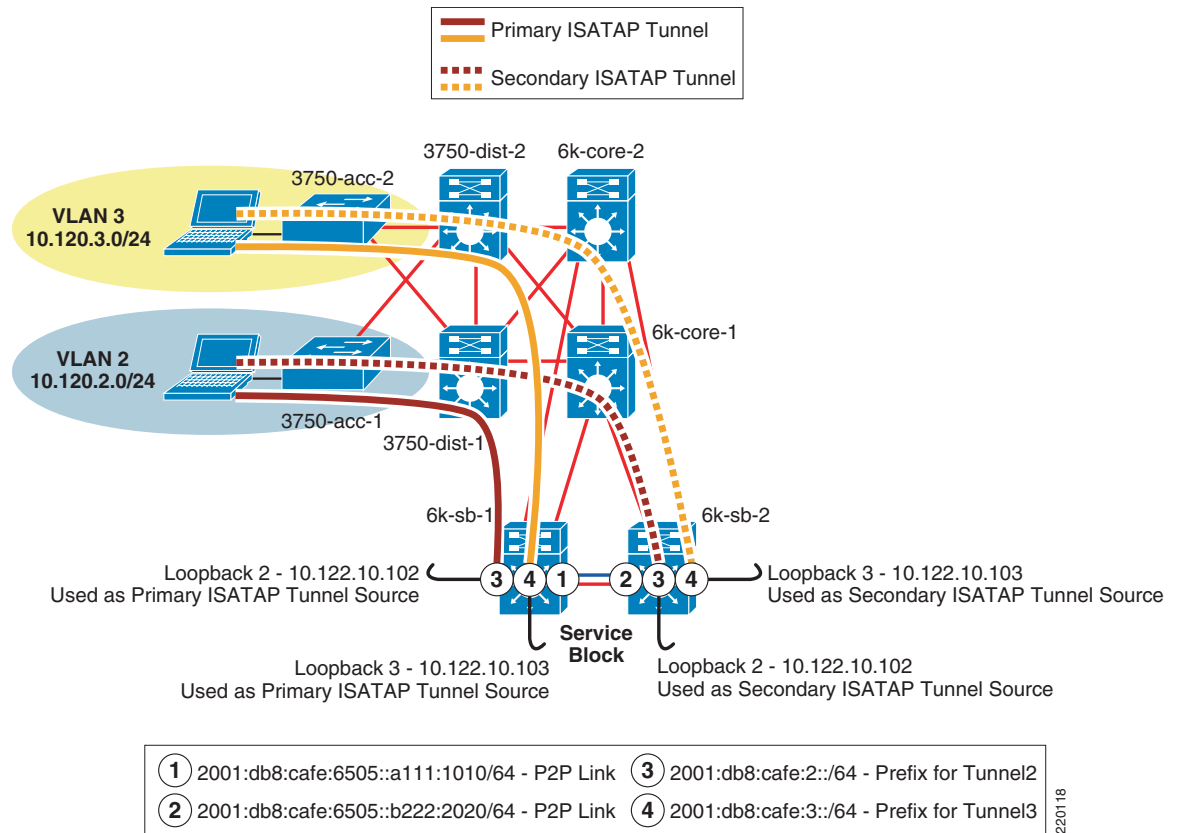 Primary ISATAP Tunnel
Secondary ISATAP Tunnel
3750-dist-2
6k-core-2
3750-acc-2
VLAN 3
10.120.3.0/24
6k-core-1
VLAN 2
10.120.2.0/24
3750-acc-1
3750-dist-1
6k-sb-1
6k-sb-2
Loopback 2 - 10.122.10.102
Used as Primary ISATAP Tunnel Source
3
4
1
2
3
4
Loopback 3 - 10.122.10.103
Used as Secondary ISATAP Tunnel Source
Service
Block
Loopback 3 - 10.122.10.103
Used as Primary ISATAP Tunnel Source
Loopback 2 - 10.122.10.102
Used as Secondary ISATAP Tunnel Source
1 2001:db8:cafe:6505::a111:1010/64 - P2P Link
3 2001:db8:cafe:2::/64 - Prefix for Tunnel2
2 2001:db8:cafe:6505::b222:2020/64 - P2P Link
4 2001:db8:cafe:3::/64 - Prefix for Tunnel3
220118